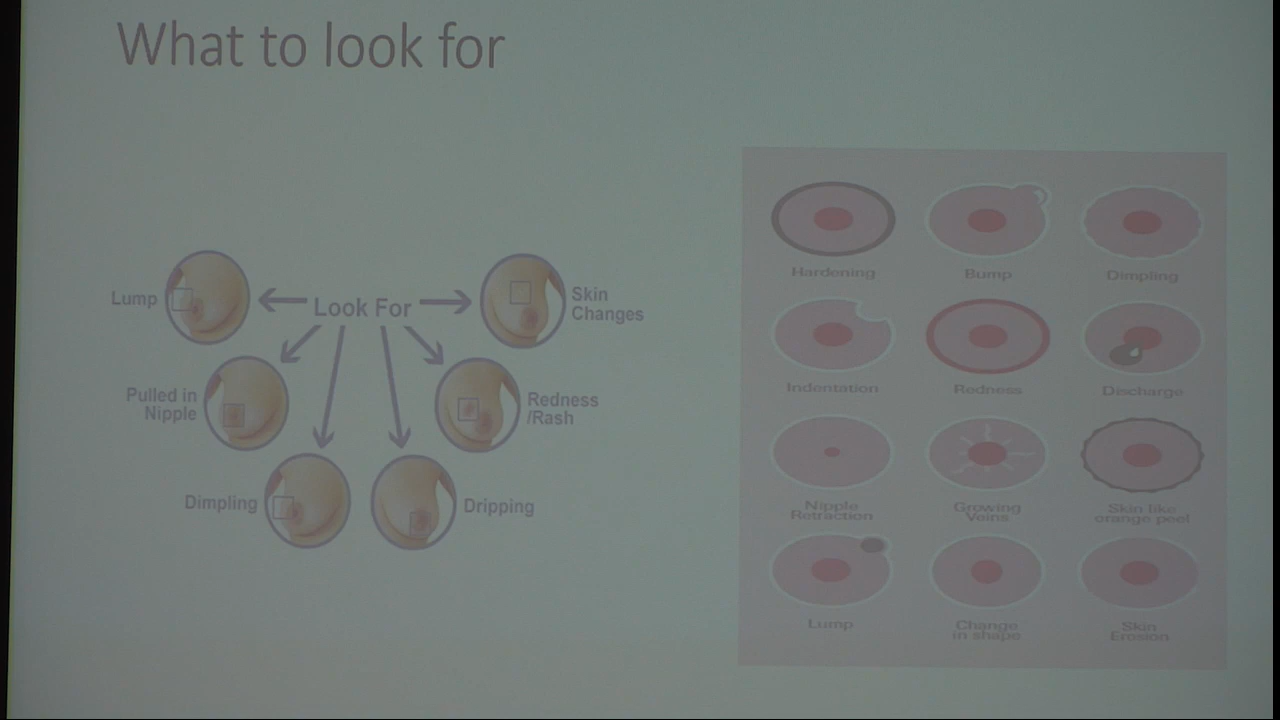 What to look for
Look For
Lump
Skin
Changes
Pulled in
Nipple
Redness
/Rash
Dimpling
Dripping
Hardening
Bump
Dimpling
Indentation
Redness
Discharge
Nipple
Retraction
Growing
Veins
Skin like
orange peel
Lump
Change
in shape
Skin
Erosion